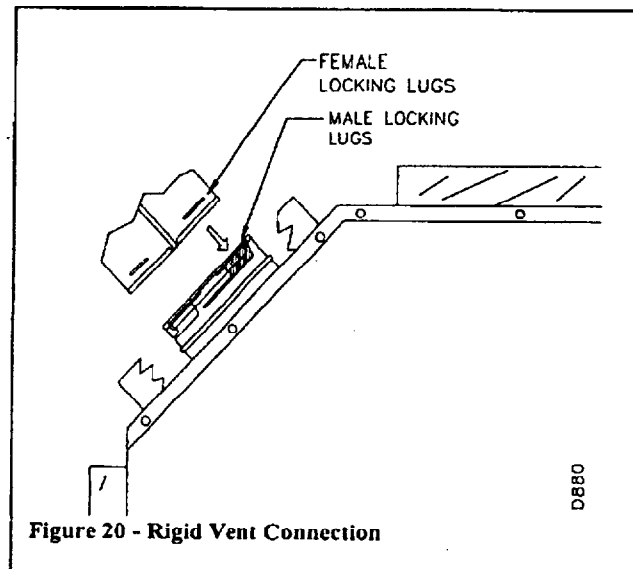 FEMALE
LOCKING LUGS
MALE LOCKING
LUGS
D880
Figure 20 - Rigid Vent Connection